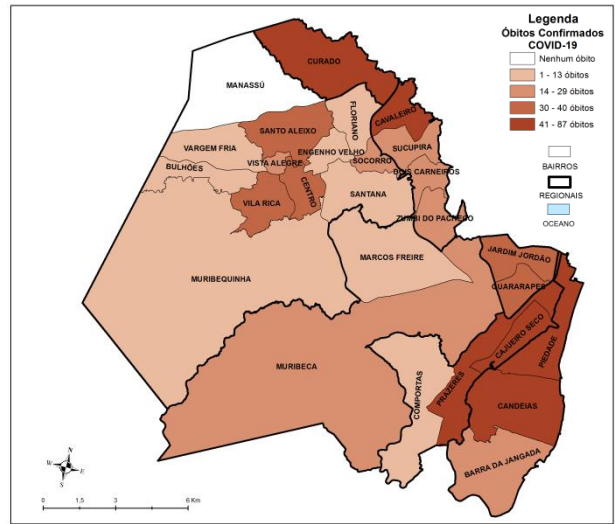 Legenda
Óbitos Confirmados
COVID-19
Nenhum óbito
1 - 13 óbitos
14 - 29 óbitos
30 - 40 óbitos
41 - 87 óbitos
BAIRROS
REGIONAIS
OCEANO
CURADO
MANASSÚ
FLORIANO
CAVALEIRO
SANTO ALEIXO
VARGEM FRIA
ENGENHO VELHO
SUCUPIRA
BULHÕES
VISTA ALEGRE
SOCORRO
DOIS CARNEIROS
CENTRO
VILA RICA
SANTANA
ZUMBI DO PACHECO
MARCOS FREIRE
JARDIM JORDÃO
MURIBEQUINHA
GUARARAPES
CAJUEIRO SECO
PIEDADE
MURIBECA
COMPORTAS
PRAZERES
CANDEIAS
BARRA DA JANGADA
N
W
E
S
0 1,5 3 6 Km